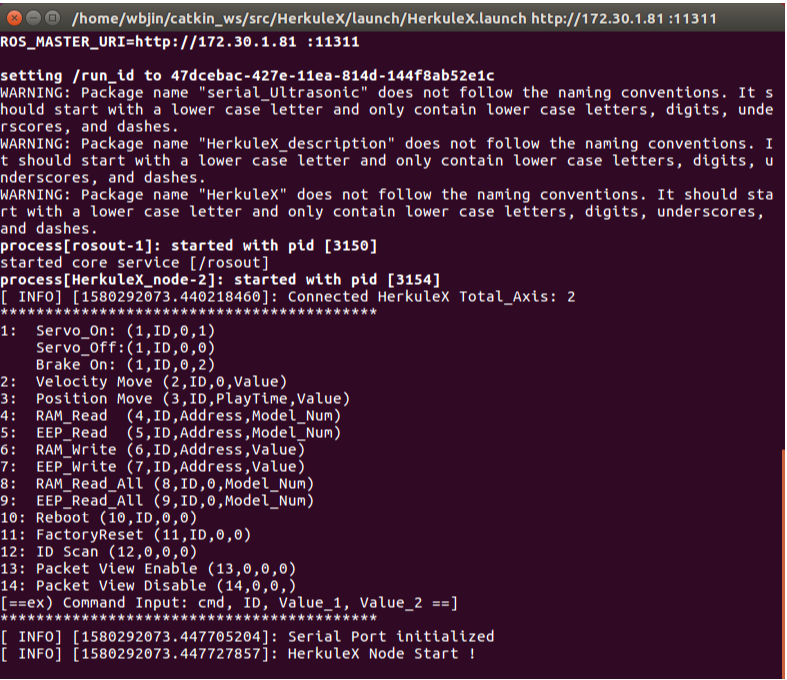 /home/wbjin/catkin_ws/src/HerkuleX/launch/HerkuleX.launch http://172.30.1.81 :11311
ROS_MASTER_URI=http://172.30.1.81 :11311
setting /run_id to 47dcebac-427e-11ea-814d-144f8ab52e1c
WARNING: Package name "serial_Ultrasonic" does not follow the naming conventions. It s
hould start with a lower case letter and only contain lower case letters, digits, unde
rscores, and dashes.
WARNING: Package name "HerkuleX_description" does not follow the naming conventions. I
t should start with a lower case letter and only contain lower case letters, digits, u
nderscores, and dashes.
WARNING: Package name "HerkuleX" does not follow the naming conventions. It should sta
rt with a lower case letter and only contain lower case letters, digits, underscores,
and dashes.
process[rosout-1]: started with pid [3150]
started core service [/rosout]
process[HerkuleX_node-2]: started with pid [3154]
[ INFO] [1580292073.440218460]: Connected HerkuleX Total_Axis: 2
******************************************
1:  Servo_On: (1,ID,0,1)
    Servo_Off:(1,ID,0,0)
    Brake On: (1,ID,0,2)
2:  Velocity Move (2,ID,0,Value)
3:  Position Move (3,ID,PlayTime,Value)
4:  RAM_Read  (4,ID,Address,Model_Num)
5:  EEP_Read  (5,ID,Address,Model_Num)
6:  RAM_Write (6,ID,Address,Value)
7:  EEP_Write (7,ID,Address,Value)
8:  RAM_Read_All (8,ID,0,Model_Num)
9:  EEP_Read_All (9,ID,0,Model_Num)
10: Reboot (10,ID,0,0)
11: FactoryReset (11,ID,0,0)
12: ID Scan (12,0,0,0)
13: Packet View Enable (13,0,0,0)
14: Packet View Disable (14,0,0,)
[==ex) Command Input: cmd, ID, Value_1, Value_2 ==]
******************************************
[ INFO] [1580292073.447705204]: Serial Port initialized
[ INFO] [1580292073.447727857]: HerkuleX Node Start !